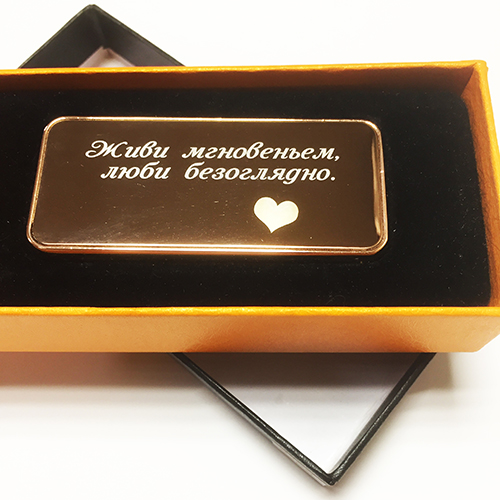 Живи мгновеньем,
люби безоглядно.